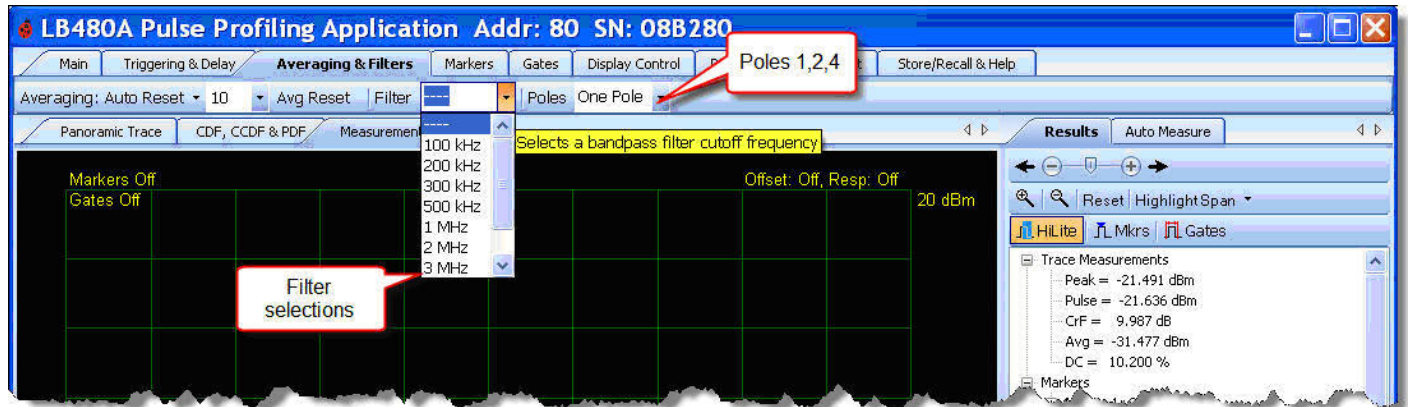 LB480A Pulse Profiling Application Addr: 80 SN: 08B280
Poles 1,2,4
Main Triggering & Delay Averaging & Filters Markers Gates Display Control Store/Recall & Help
Averaging: Auto Reset 10 Avg Reset Filter ---- Poles One Pole
Panoramic Trace CDF, CCDF & PDF Measurement
----
100 kHz
200 kHz
300 kHz
500 kHz
1 MHz
2 MHz
3 MHz
Selects a bandpass filter cutoff frequency
Filter
selections
Markers Off
Gates Off
Offset: Off, Resp: Off
20 dBm
Results Auto Measure
Reset Highlight Span
HiLite Mkrs Gates
Trace Measurements
Peak = -21.491 dBm
Pulse = -21.636 dBm
CrF = 9.987 dB
Avg = -31.477 dBm
DC = 10.200 %
Markers